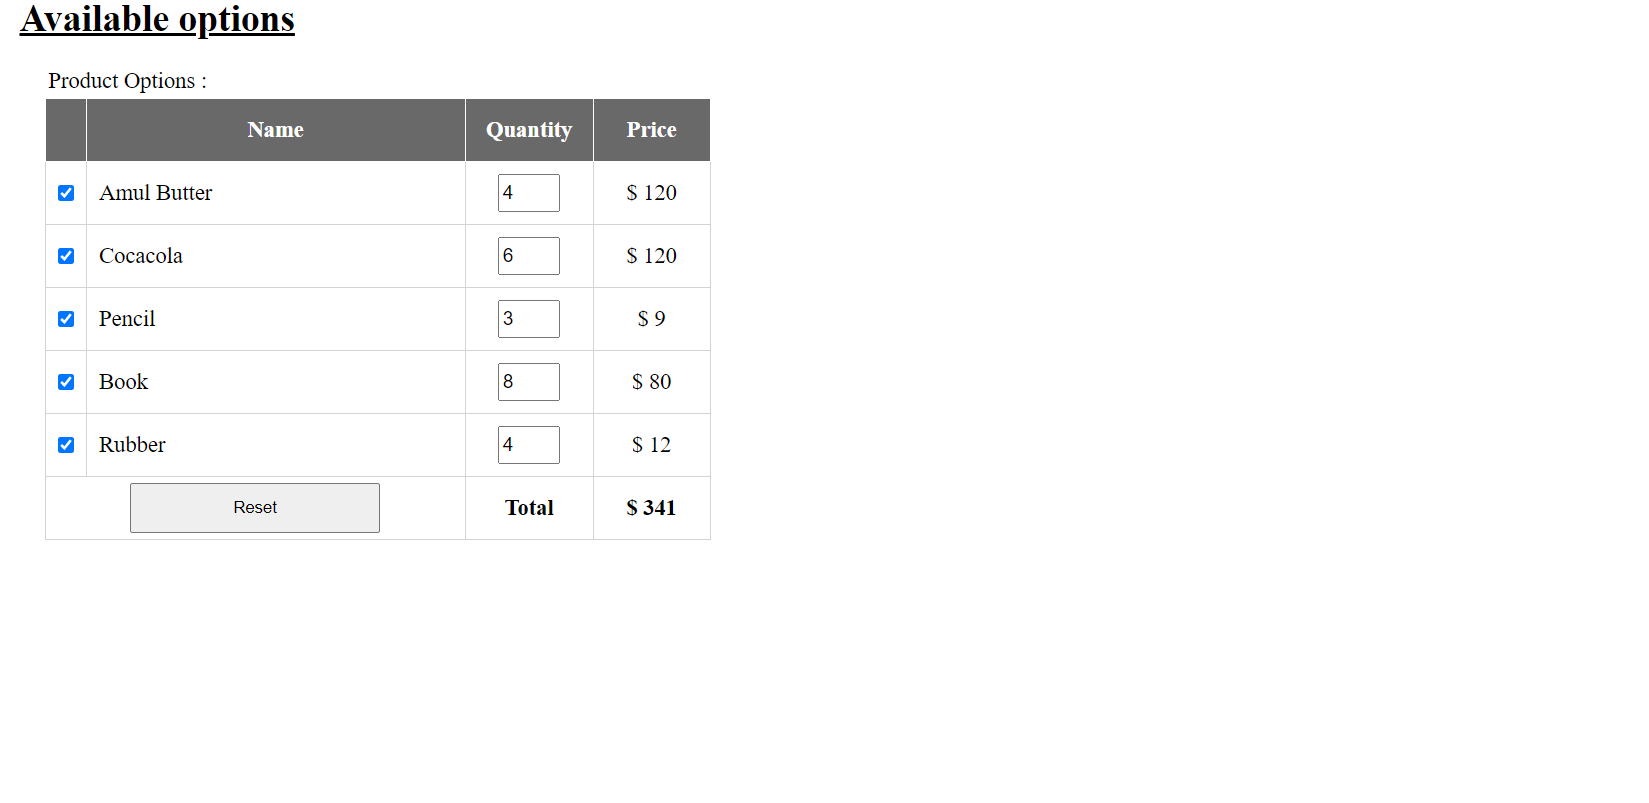 Available options
Product Options :
Name Quantity Price
Amul Butter 4 $ 120
Cocacola 6 $ 120
Pencil 3 $ 9
Book 8 $ 80
Rubber 4 $ 12
Reset Total $ 341